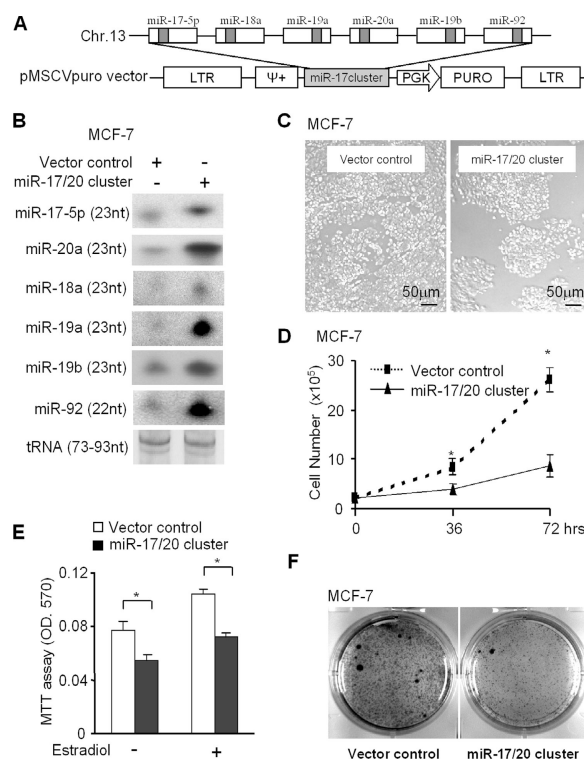 A
miR-17-5p miR-18a miR-19a miR-20a miR-19b miR-92
Chr.13
pMSCVpuro vector LTR Ψ+ miR-17cluster PGK PURO LTR
B
MCF-7
Vector control + -
miR-17/20 cluster - +
miR-17-5p (23nt)
miR-20a (23nt)
miR-18a (23nt)
miR-19a (23nt)
miR-19b (23nt)
miR-92 (22nt)
tRNA (73-93nt)
C MCF-7
Vector control miR-17/20 cluster
50μm 50μm
D MCF-7
Vector control
miR-17/20 cluster
Cell Number (x10⁵)
30
20
10
0
* *
0 36 72 hrs
E
Vector control
miR-17/20 cluster
MTT assay (OD. 570)
0.12
0.08
0.04
0
* *
Estradiol - +
F
MCF-7
Vector control miR-17/20 cluster